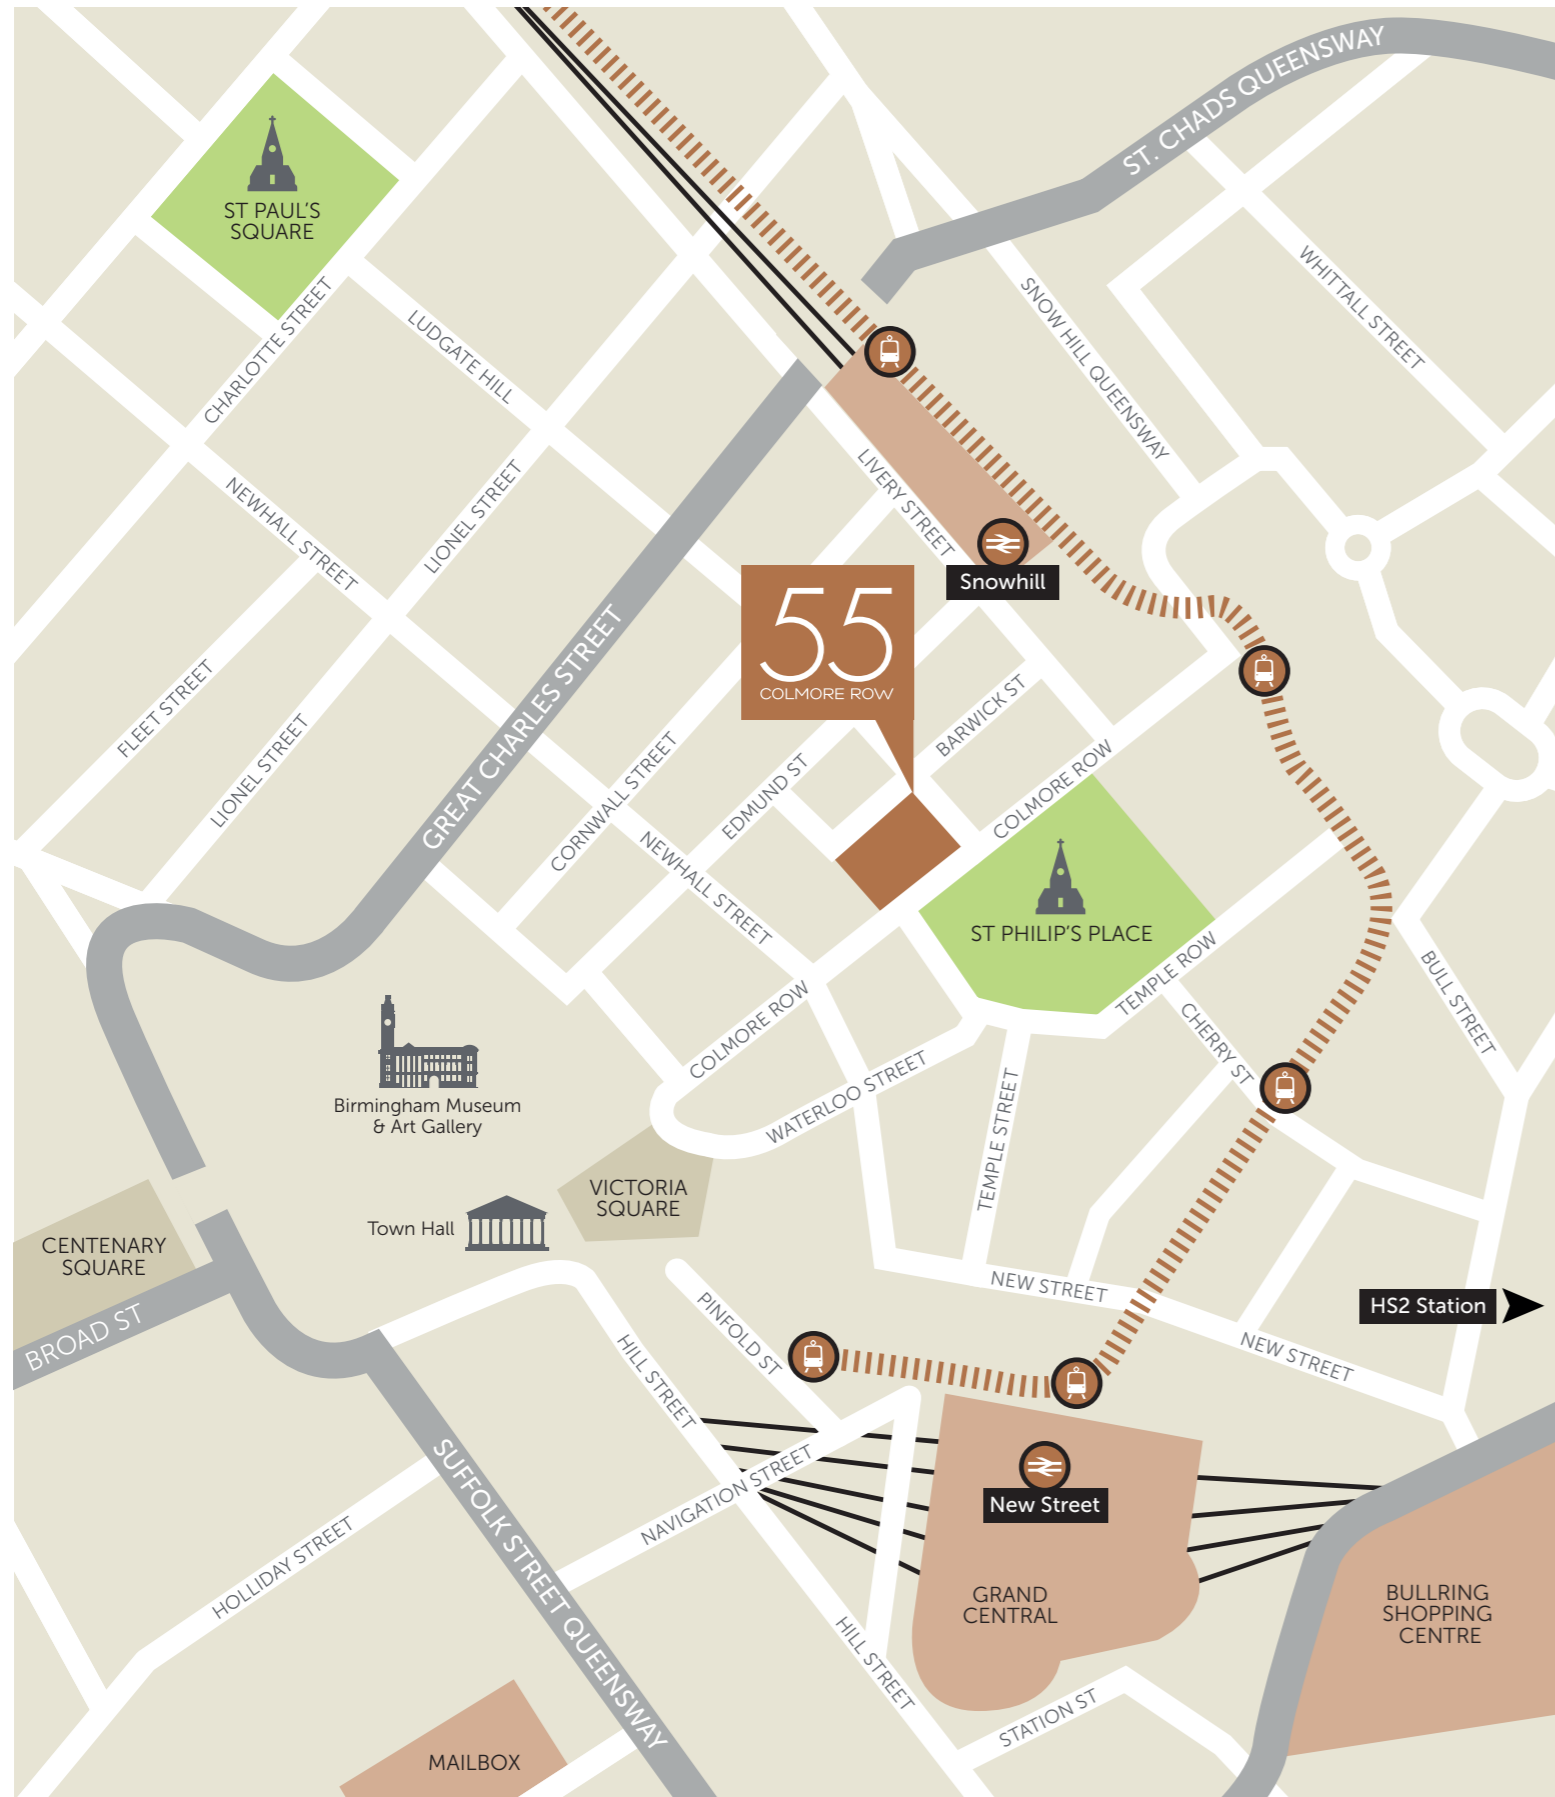 ST. CHADS QUEENSWAY
ST PAUL'S
SQUARE
WHITTALL STREET
SNOW HILL QUEENSWAY
CHARLOTTE STREET
LUDGATE HILL
LIVERY STREET
NEWHALL STREET
LIONEL STREET
Snowhill
55
COLMORE ROW
GREAT CHARLES STREET
FLEET STREET
LIONEL STREET
BARWICK ST
CORNWALL STREET
EDMUND ST
COLMORE ROW
NEWHALL STREET
ST PHILIP'S PLACE
TEMPLE ROW
BULL STREET
COLMORE ROW
CHERRY ST
WATERLOO STREET
TEMPLE STREET
Birmingham Museum
& Art Gallery
VICTORIA
SQUARE
Town Hall
CENTENARY
SQUARE
BROAD ST
NEW STREET
HS2 Station
PINFOLD ST
HILL STREET
NEW STREET
NAVIGATION STREET
New Street
SUFFOLK STREET QUEENSWAY
HOLLIDAY STREET
GRAND
CENTRAL
BULLRING
SHOPPING
CENTRE
HILL STREET
STATION ST
MAILBOX